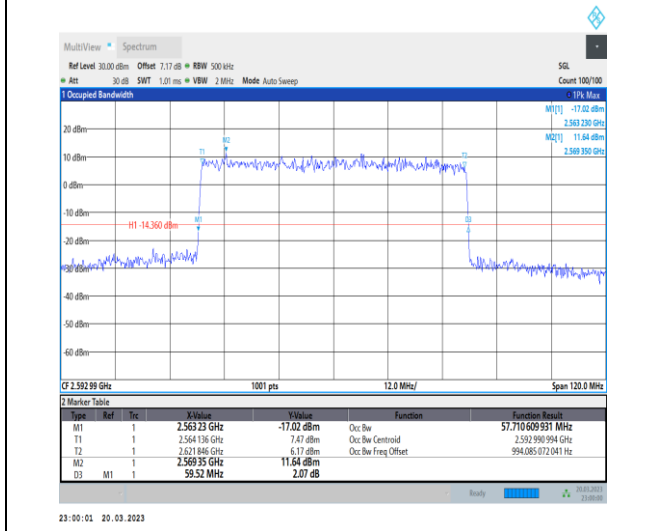 MultiView Spectrum
Ref Level 30.00 dBm Offset 7.17 dB RBW 500 kHz SGL
Att 30 dB SWT 1.01 ms VBW 2 MHz Mode Auto Sweep Count 100/100
1 Occupied Bandwidth 1Pk Max
M1[1] -17.02 dBm
2.563 230 GHz
M2[1] 11.64 dBm
2.569 350 GHz
20 dBm
M2
T1 T2
10 dBm
0 dBm
-10 dBm
M1 D3
H1 -14.360 dBm
-20 dBm
-30 dBm
-40 dBm
-50 dBm
-60 dBm
CF 2.592 99 GHz 1001 pts 12.0 MHz/ Span 120.0 MHz
2 Marker Table
Type Ref Trc X-Value Y-Value Function Function Result
M1 1 2.563 23 GHz -17.02 dBm Occ Bw 57.710 609 931 MHz
T1 1 2.564 136 GHz 7.47 dBm Occ Bw Centroid 2.592 990 994 GHz
T2 1 2.621 846 GHz 6.17 dBm Occ Bw Freq Offset 994.085 072 041 Hz
M2 1 2.569 35 GHz 11.64 dBm
D3 M1 1 59.52 MHz 2.07 dB
Ready 20.03.2023
23:00:00
23:00:01 20.03.2023